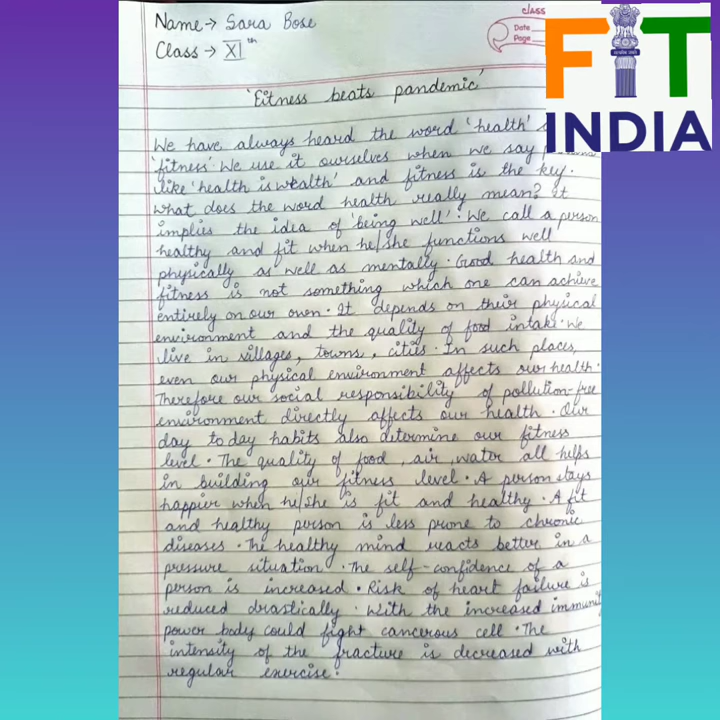 Name → Sara Bose
Class → XIth
CLASS
Date
Page
FIT
INDIA
'Fitness beats pandemic'
We have always heard the word 'health'
'fitness'. We use it ourselves when we say
like 'health is wealth' and fitness is the key.
What does the word health really mean? It
implies the idea of 'being well'. We call a person
healthy and fit when he/she functions well
physically as well as mentally. Good health and
fitness is not something which one can achieve
entirely on our own. It depends on their physical
environment and the quality of food intake. We
live in villages, towns, cities. In such places,
even our physical environment affects our health.
Therefore our social responsibility of pollution-free
environment directly affects our health. Our
day to day habits also determine our fitness
level. The quality of food, air, water all helps
in building our fitness level. A person stays
happier when he/she is fit and healthy. A fit
and healthy person is less prone to chronic
diseases. The healthy mind reacts better in a
pressure situation. The self-confidence of a
person is increased. Risk of heart failure is
reduced drastically. With the increased immunity
power body could fight cancerous cell. The
intensity of the fracture is decreased with
regular exercise.